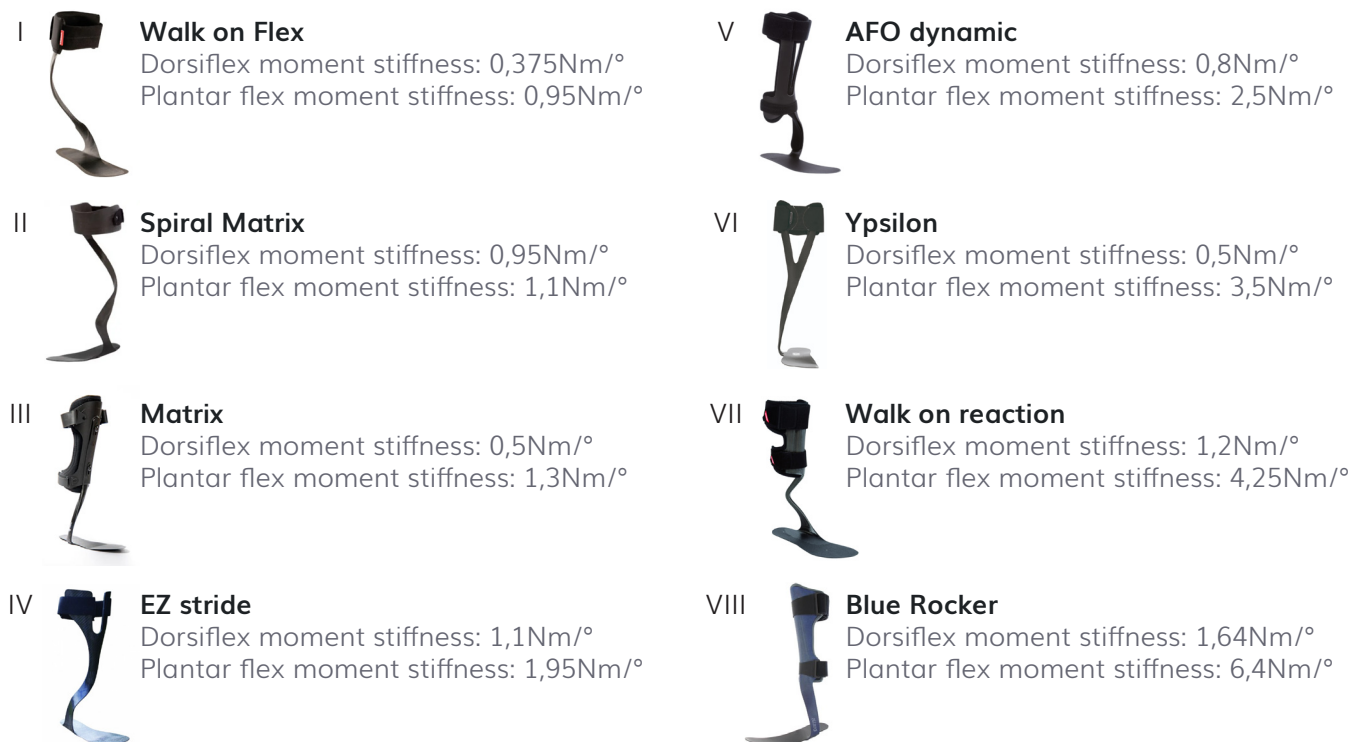 I
Walk on Flex
Dorsiflex moment stiffness: 0,375Nm/°
Plantar flex moment stiffness: 0,95Nm/°
II
Spiral Matrix
Dorsiflex moment stiffness: 0,95Nm/°
Plantar flex moment stiffness: 1,1Nm/°
III
Matrix
Dorsiflex moment stiffness: 0,5Nm/°
Plantar flex moment stiffness: 1,3Nm/°
IV
EZ stride
Dorsiflex moment stiffness: 1,1Nm/°
Plantar flex moment stiffness: 1,95Nm/°
V
AFO dynamic
Dorsiflex moment stiffness: 0,8Nm/°
Plantar flex moment stiffness: 2,5Nm/°
VI
Ypsilon
Dorsiflex moment stiffness: 0,5Nm/°
Plantar flex moment stiffness: 3,5Nm/°
VII
Walk on reaction
Dorsiflex moment stiffness: 1,2Nm/°
Plantar flex moment stiffness: 4,25Nm/°
VIII
Blue Rocker
Dorsiflex moment stiffness: 1,64Nm/°
Plantar flex moment stiffness: 6,4Nm/°